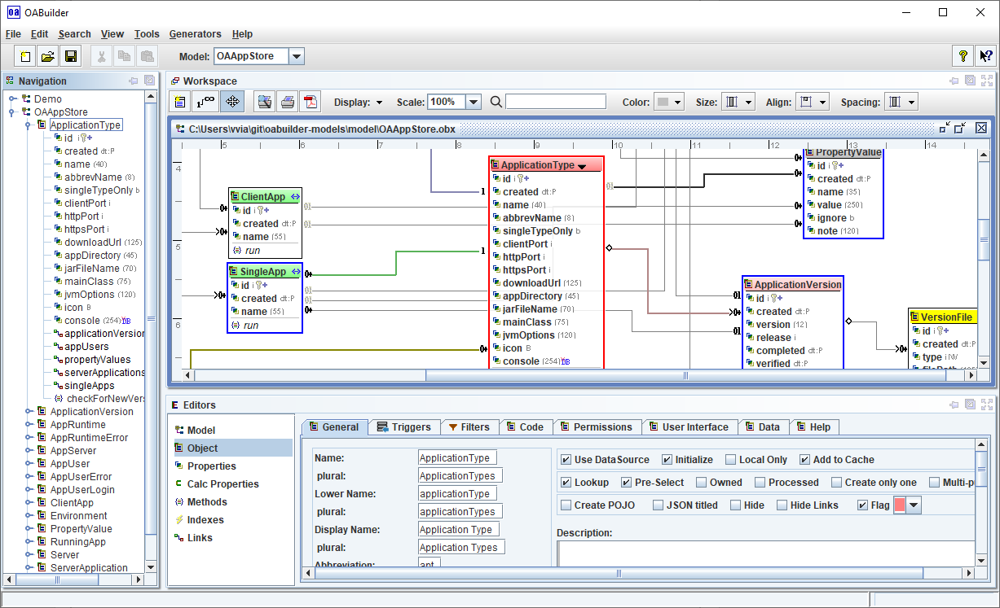 oa OABuilder
File Edit Search View Tools Generators Help
Model: OAAppStore
Navigation
Demo
OAAppStore
ApplicationType
id i
created dt:P
name (40)
abbrevName (8)
singleTypeOnly b
clientPort i
httpPort i
httpsPort i
downloadUrl (125)
appDirectory (45)
jarFileName (70)
mainClass (75)
jvmOptions (120)
icon B
console (254)
applicationVersion
appUsers
propertyValues
serverApplications
singleApps
checkForNewVers
ApplicationVersion
AppRuntime
AppRuntimeError
AppServer
AppUser
AppUserError
AppUserLogin
ClientApp
Environment
PropertyValue
RunningApp
Server
ServerApplication
Workspace
Display: Scale: 100% Color: Size: Align: Spacing:
C:\Users\vvia\git\oabuilder-models\model\OAAppStore.obx
5 6 7 8 9 10 11 12 13 14
4
5
6
ClientApp
id i
created dt:P
name (55)
run
SingleApp
id i
created dt:P
name (55)
run
ApplicationType
id i
created dt:P
name (40)
abbrevName (8)
singleTypeOnly b
clientPort i
httpPort i
httpsPort i
downloadUrl (125)
appDirectory (45)
jarFileName (70)
mainClass (75)
jvmOptions (120)
icon B
console (254)
PropertyValue
id i
created dt:P
name (35)
value (250)
ignore b
note (120)
ApplicationVersion
id i
created dt:P
version (12)
release i
completed dt:P
verified dt:P
VersionFile
id i
created dt:P
type i NV
filePath (125)
E Editors
Model
Object
Properties
C Calc Properties
Methods
Indexes
Links
General Triggers Filters Code Permissions User Interface Data Help
Name: ApplicationType
plural: ApplicationTypes
Lower Name: applicationType
plural: applicationTypes
Display Name: Application Type
plural: Application Types
Abbreviation: apt
Use DataSource Initialize Local Only Add to Cache
Lookup Pre-Select Owned Processed Create only one Multi-p
Create POJO JSON titled Hide Hide Links Flag
Description: